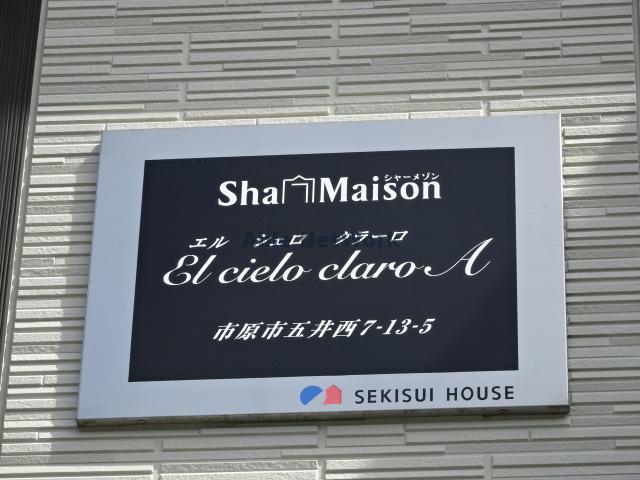 シャーメゾン
Sha Maison
エル シェロ クラーロ
El cielo claro A
市原市五井西7-13-5
SEKISUI HOUSE